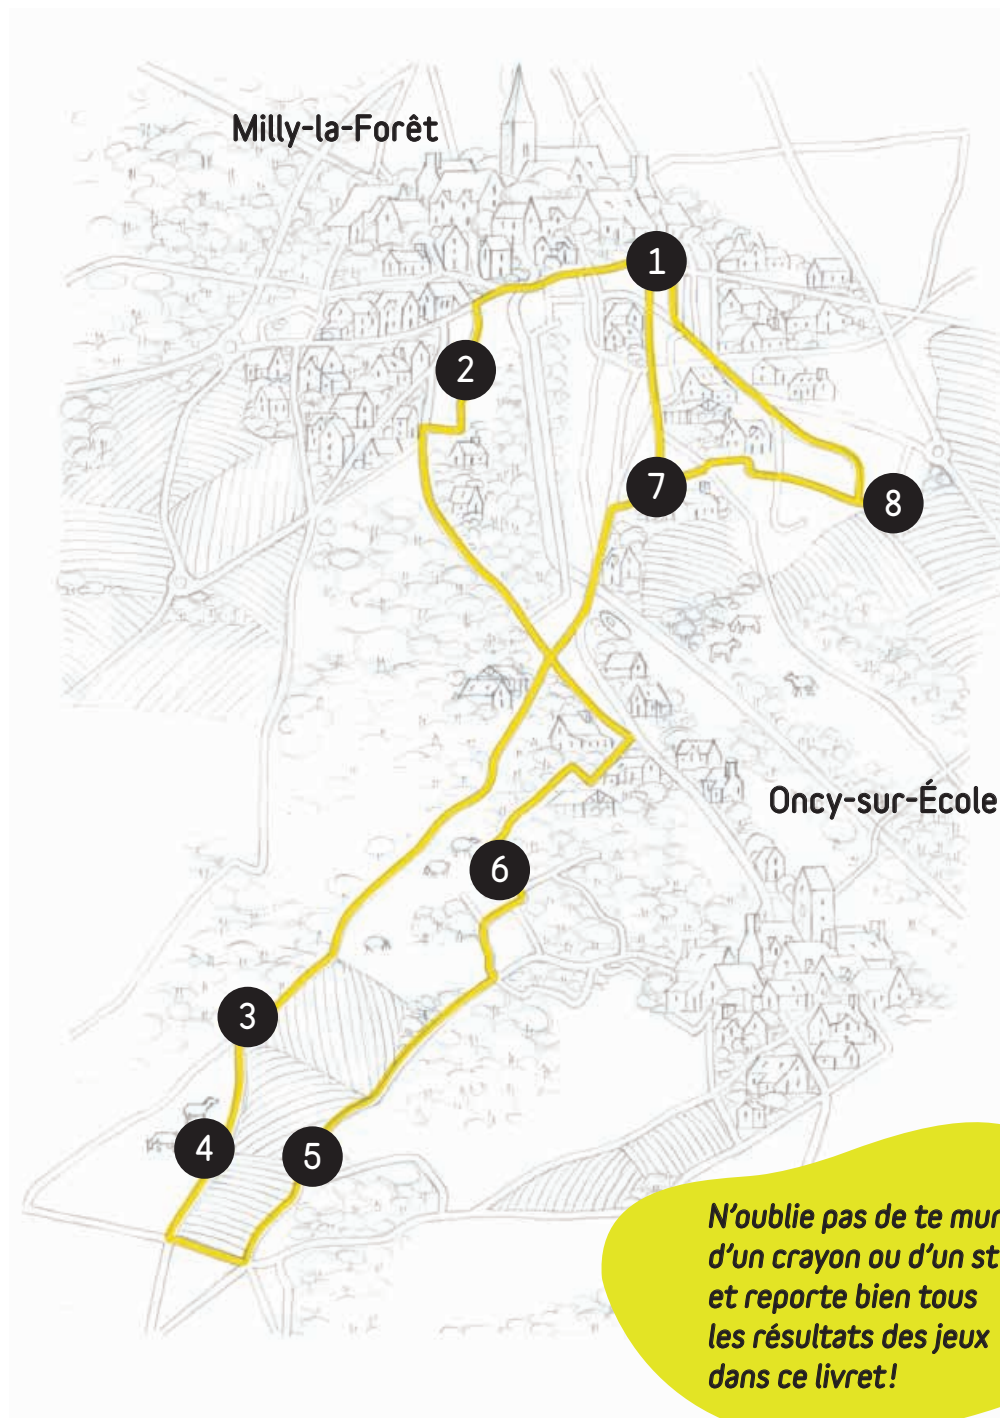 Milly-la-Forêt
1
2
7
8
Oncy-sur-École
6
3
4
5
N'oublie pas de te mun
d'un crayon ou d'un st
et reporte bien tous
les résultats des jeux
dans ce livret !